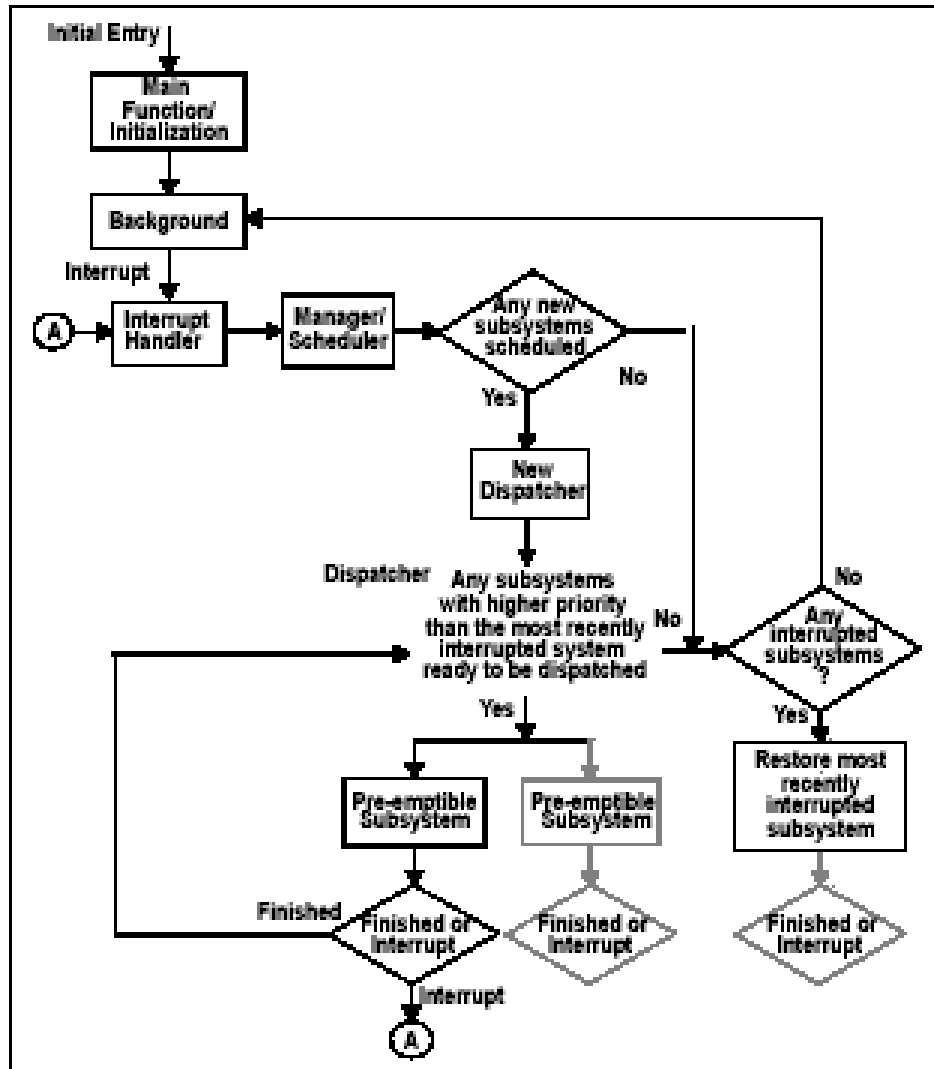 Initial Entry
Main
Function/
Initialization
Background
Interrupt
A
Interrupt
Handler
Manager/
Scheduler
Any new
subsystems
scheduled
No
Yes
New
Dispatcher
Dispatcher
Any subsystems
with higher priority
than the most recently
interrupted system
ready to be dispatched
No
No
Any
interrupted
subsystems
?
Yes
Yes
Restore most
recently
interrupted
subsystem
Pre-emptible
Subsystem
Pre-emptible
Subsystem
Finished
Finished or
Interrupt
Finished or
Interrupt
Finished or
Interrupt
Interrupt
A